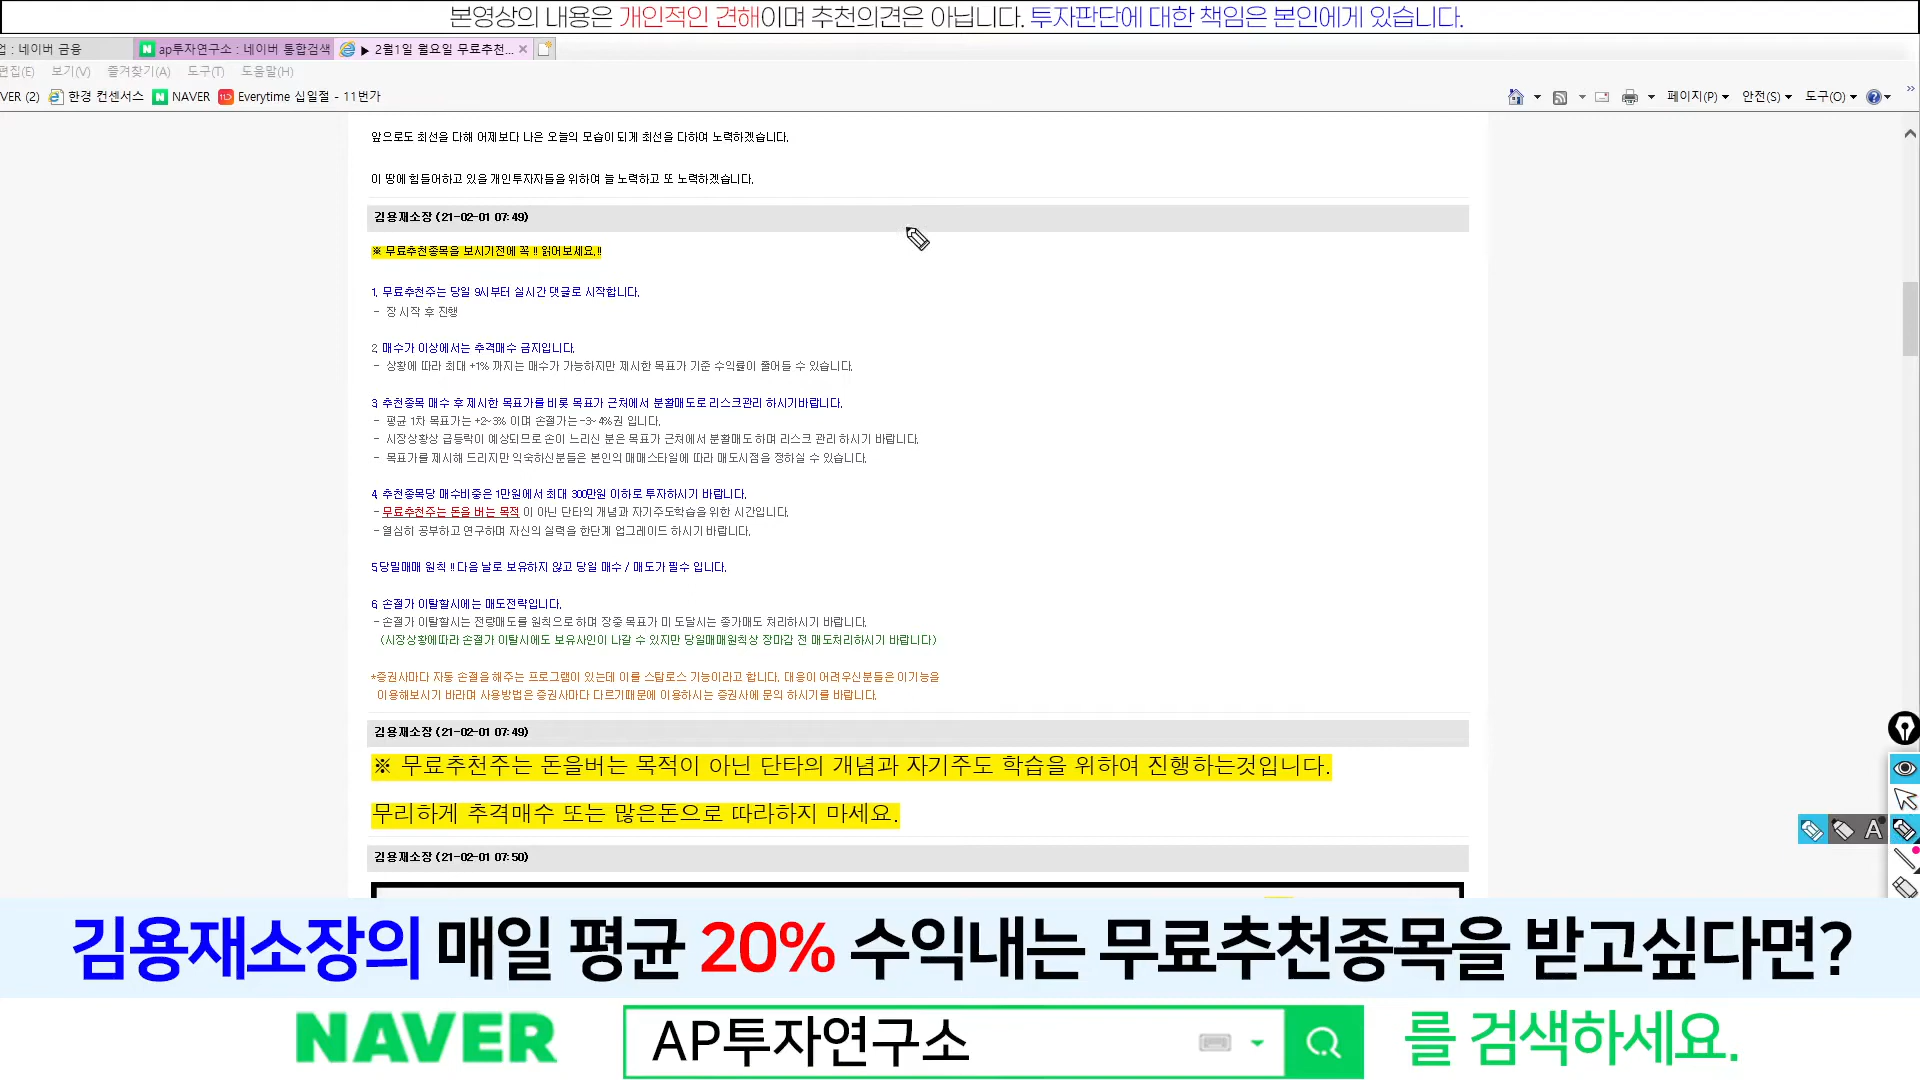 본영상의 내용은 개인적인 견해이며 추천의견은 아닙니다. 투자판단에 대한 책임은 본인에게 있습니다.
: 네이버 금융
ap투자연구소 : 네이버 통합검색
▶ 2월1일 월요일 무료추천...
편집(E) 보기(V) 즐겨찾기(A) 도구(T) 도움말(H)
VER (2) 한경 컨센서스 NAVER Everytime 십일절 - 11번가
페이지(P) 안전(S) 도구(O)
앞으로도 최선을 다해 어제보다 나은 오늘의 모습이 되게 최선을 다하여 노력하겠습니다.
이 땅에 힘들어하고 있을 개인투자자들을 위하여 늘 노력하고 또 노력하겠습니다.
김용재소장 (21-02-01 07:49)
※ 무료추천종목을 보시기전에 꼭 !! 읽어보세요.!!
1. 무료추천주는 당일 9시부터 실시간 댓글로 시작합니다.
- 장 시작 후 진행
2. 매수가 이상에서는 추격매수 금지입니다.
- 상황에 따라 최대 +1% 까지는 매수가 가능하지만 제시한 목표가 기준 수익률이 줄어들 수 있습니다.
3. 추천종목 매수 후 제시한 목표가를 비롯 목표가 근처에서 분할매도로 리스크관리 하시기바랍니다.
- 평균 1차 목표가는 +2~3% 이며 손절가는 -3~4%권 입니다.
- 시장상황상 급등락이 예상되므로 손이 느리신 분은 목표가 근처에서 분할매도 하며 리스크 관리 하시기 바랍니다.
- 목표가를 제시해 드리지만 익숙하신분들은 본인의 매매스타일에 따라 매도시점을 정하실 수 있습니다.
4. 추천종목당 매수비중은 1만원에서 최대 300만원 이하로 투자하시기 바랍니다.
- 무료추천주는 돈을 버는 목적 이 아닌 단타의 개념과 자기주도학습을 위한 시간입니다.
- 열심히 공부하고 연구하며 자신의 실력을 한단계 업그레이드 하시기 바랍니다.
5.당일매매 원칙 !! 다음 날로 보유하지 않고 당일 매수 / 매도가 필수 입니다.
6. 손절가 이탈할시에는 매도전략입니다.
- 손절가 이탈할시는 전량매도를 원칙으로 하며 장중 목표가 미 도달시는 종가매도 처리하시기 바랍니다.
(시장상황에따라 손절가 이탈시에도 보유사인이 나갈 수 있지만 당일매매원칙상 장마감 전 매도처리하시기 바랍니다)
*증권사마다 자동 손절을 해주는 프로그램이 있는데 이를 스탑로스 기능이라고 합니다. 대응이 어려우신분들은 이기능을
이용해보시기 바라며 사용방법은 증권사마다 다르기때문에 이용하시는 증권사에 문의 하시기를 바랍니다.
김용재소장 (21-02-01 07:49)
※ 무료추천주는 돈을버는 목적이 아닌 단타의 개념과 자기주도 학습을 위하여 진행하는것입니다.
무리하게 추격매수 또는 많은돈으로 따라하지 마세요.
김용재소장 (21-02-01 07:50)
김용재소장의 매일 평균 20% 수익내는 무료추천종목을 받고싶다면?
NAVER AP투자연구소 를 검색하세요.